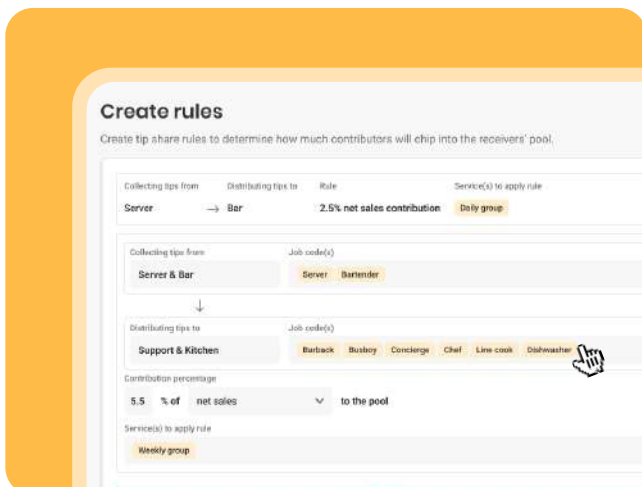 Create rules
Create tip share rules to determine how much contributors will chip into the receivers' pool.
Collecting tips from Distributing tips to Rule Service(s) to apply rule
Server → Bar 2.5% net sales contribution Daily group
Collecting tips from Job code(s)
Server & Bar Server Bartender
↓
Distributing tips to Job code(s)
Support & Kitchen Barback Busboy Concierge Chef Line cook Dishwasher
Contribution percentage
5.5 % of net sales to the pool
Service(s) to apply rule
Weekly group